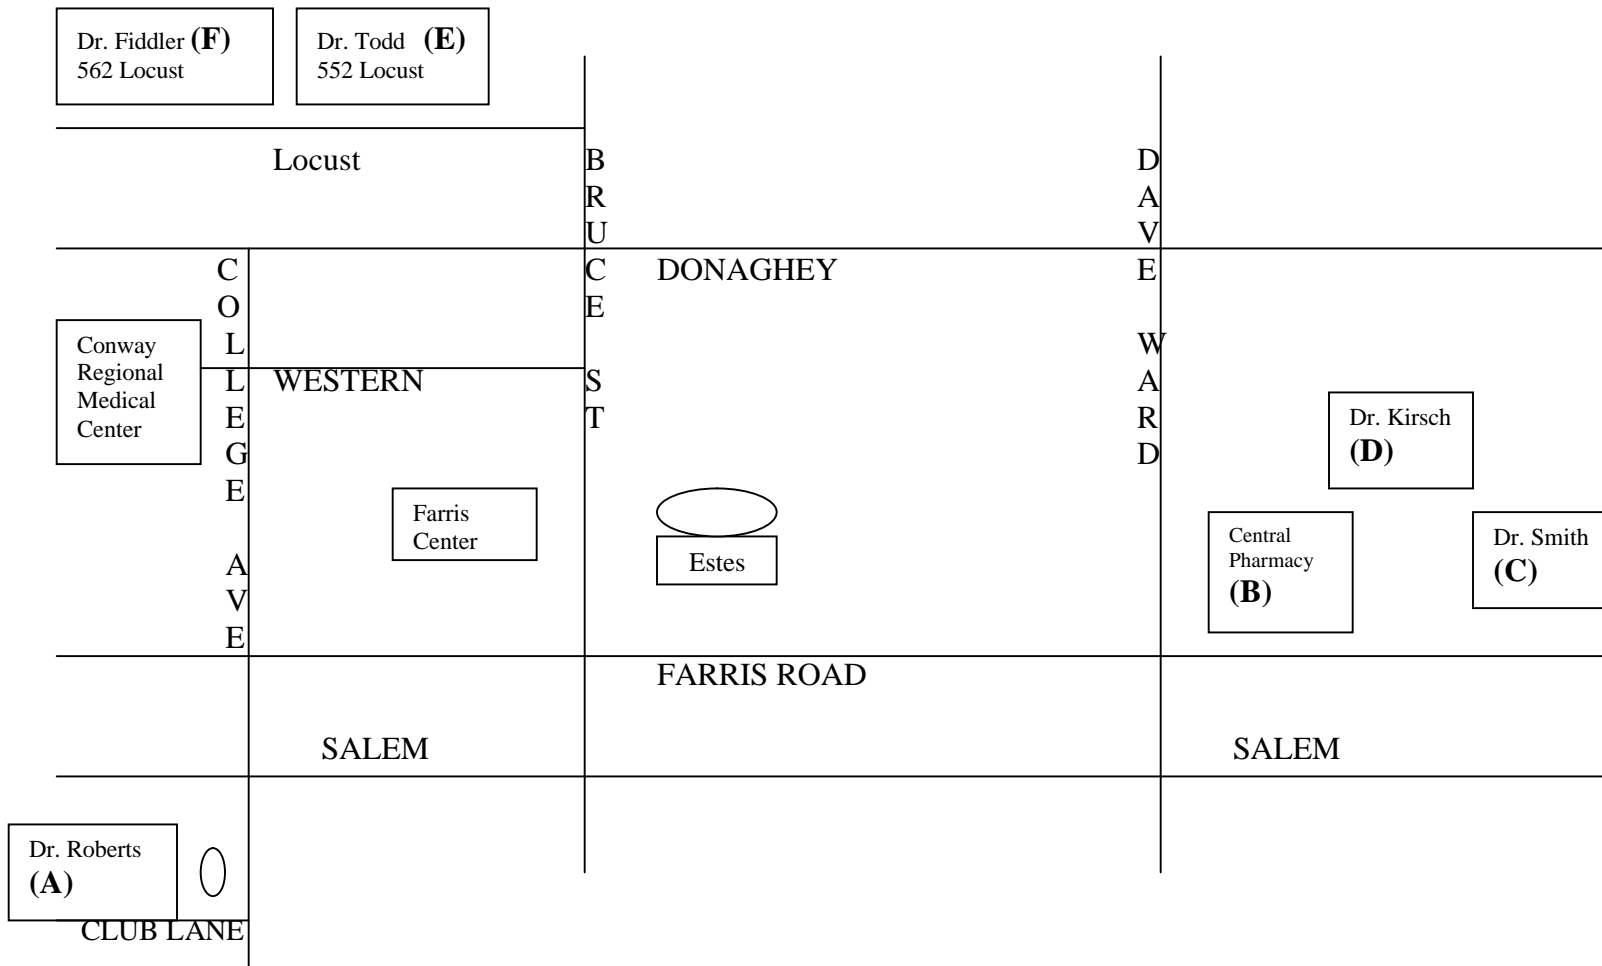 Dr. Fiddler (F)
562 Locust
Dr. Todd (E)
552 Locust
Locust
BRUCE ST
DAVE WARD
COLLEGE AVE
DONAGHEY
Conway
Regional
Medical
Center
WESTERN
Dr. Kirsch
(D)
Farris
Center
Estes
Central
Pharmacy
(B)
Dr. Smith
(C)
FARRIS ROAD
SALEM
SALEM
Dr. Roberts
(A)
CLUB LANE